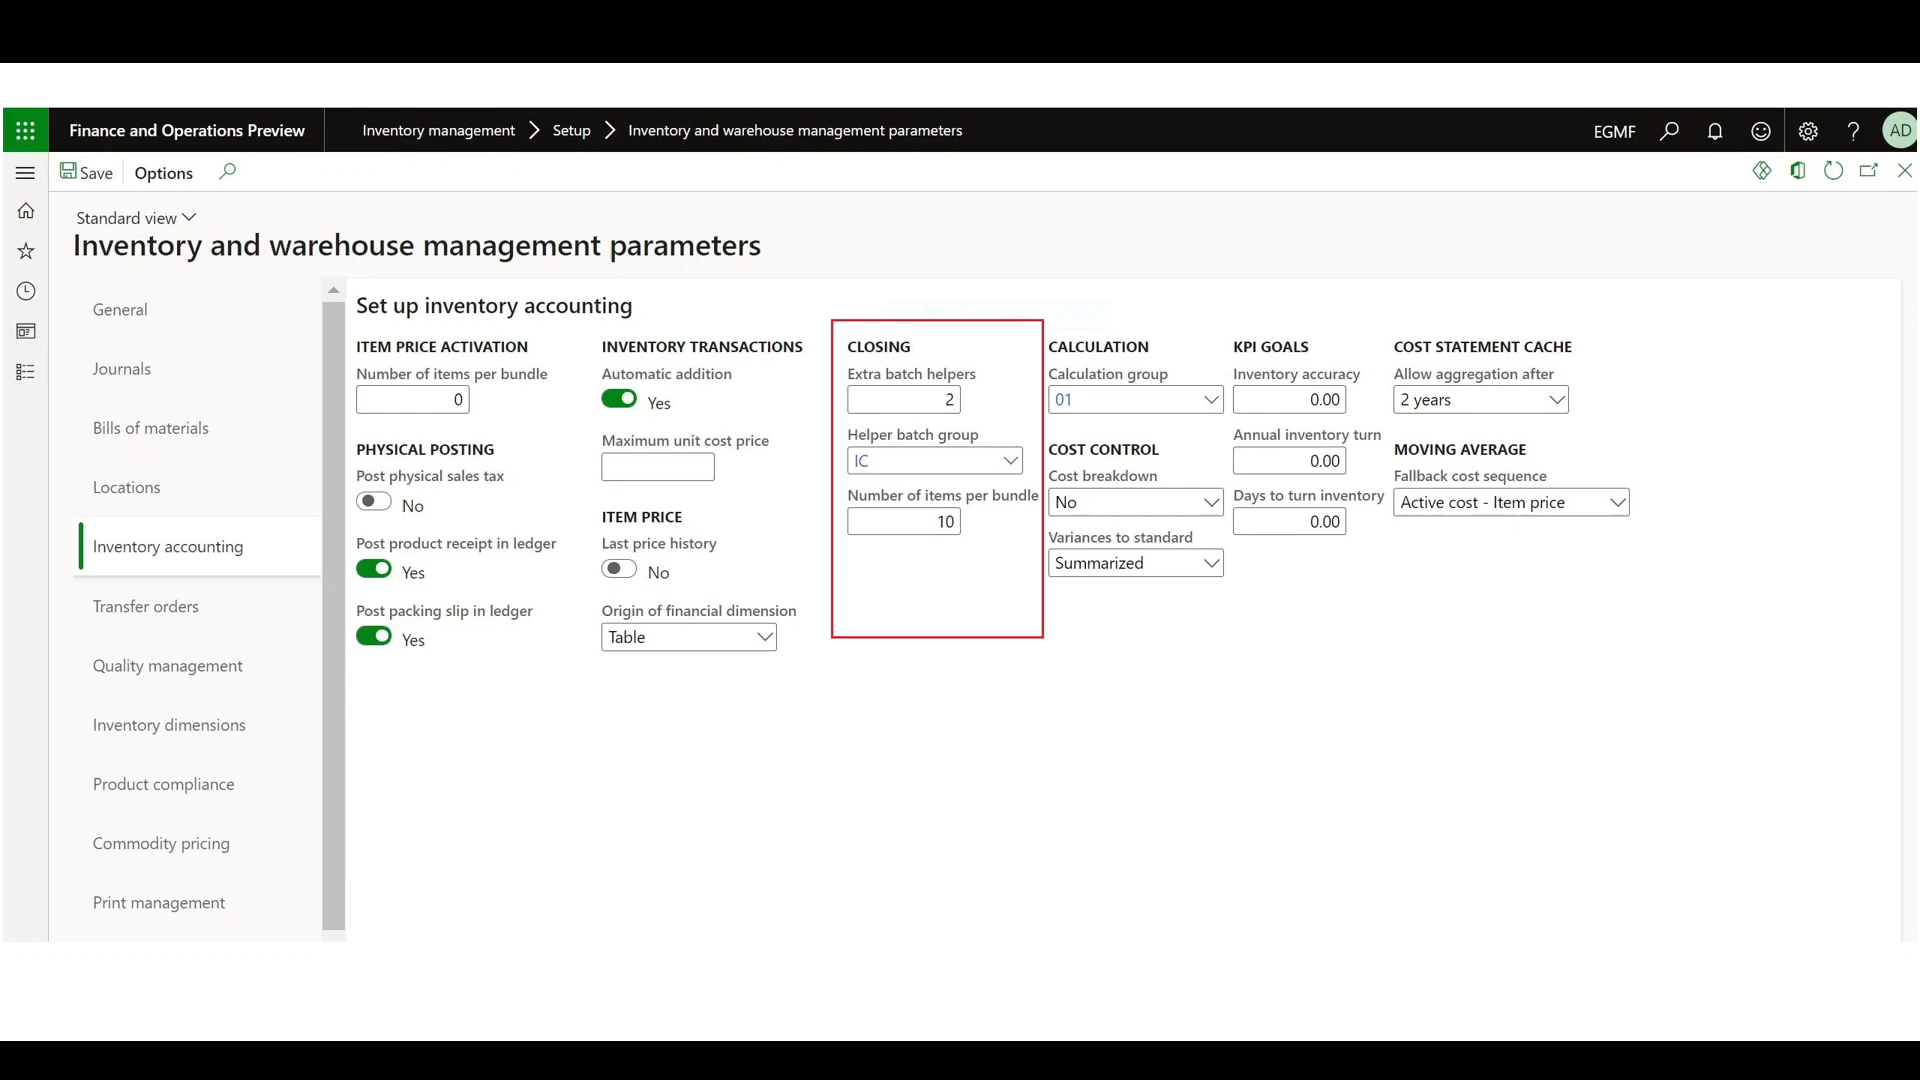 Finance and Operations Preview
Inventory management
Setup
Inventory and warehouse management parameters
EGMF
AD
Save
Options
Standard view
Inventory and warehouse management parameters
General
Journals
Bills of materials
Locations
Inventory accounting
Transfer orders
Quality management
Inventory dimensions
Product compliance
Commodity pricing
Print management
Set up inventory accounting
ITEM PRICE ACTIVATION
Number of items per bundle
0
PHYSICAL POSTING
Post physical sales tax
No
Post product receipt in ledger
Yes
Post packing slip in ledger
Yes
INVENTORY TRANSACTIONS
Automatic addition
Yes
Maximum unit cost price
ITEM PRICE
Last price history
No
Origin of financial dimension
Table
CLOSING
Extra batch helpers
2
Helper batch group
IC
Number of items per bundle
10
CALCULATION
Calculation group
01
COST CONTROL
Cost breakdown
No
Variances to standard
Summarized
KPI GOALS
Inventory accuracy
0.00
Annual inventory turn
0.00
Days to turn inventory
0.00
COST STATEMENT CACHE
Allow aggregation after
2 years
MOVING AVERAGE
Fallback cost sequence
Active cost - Item price